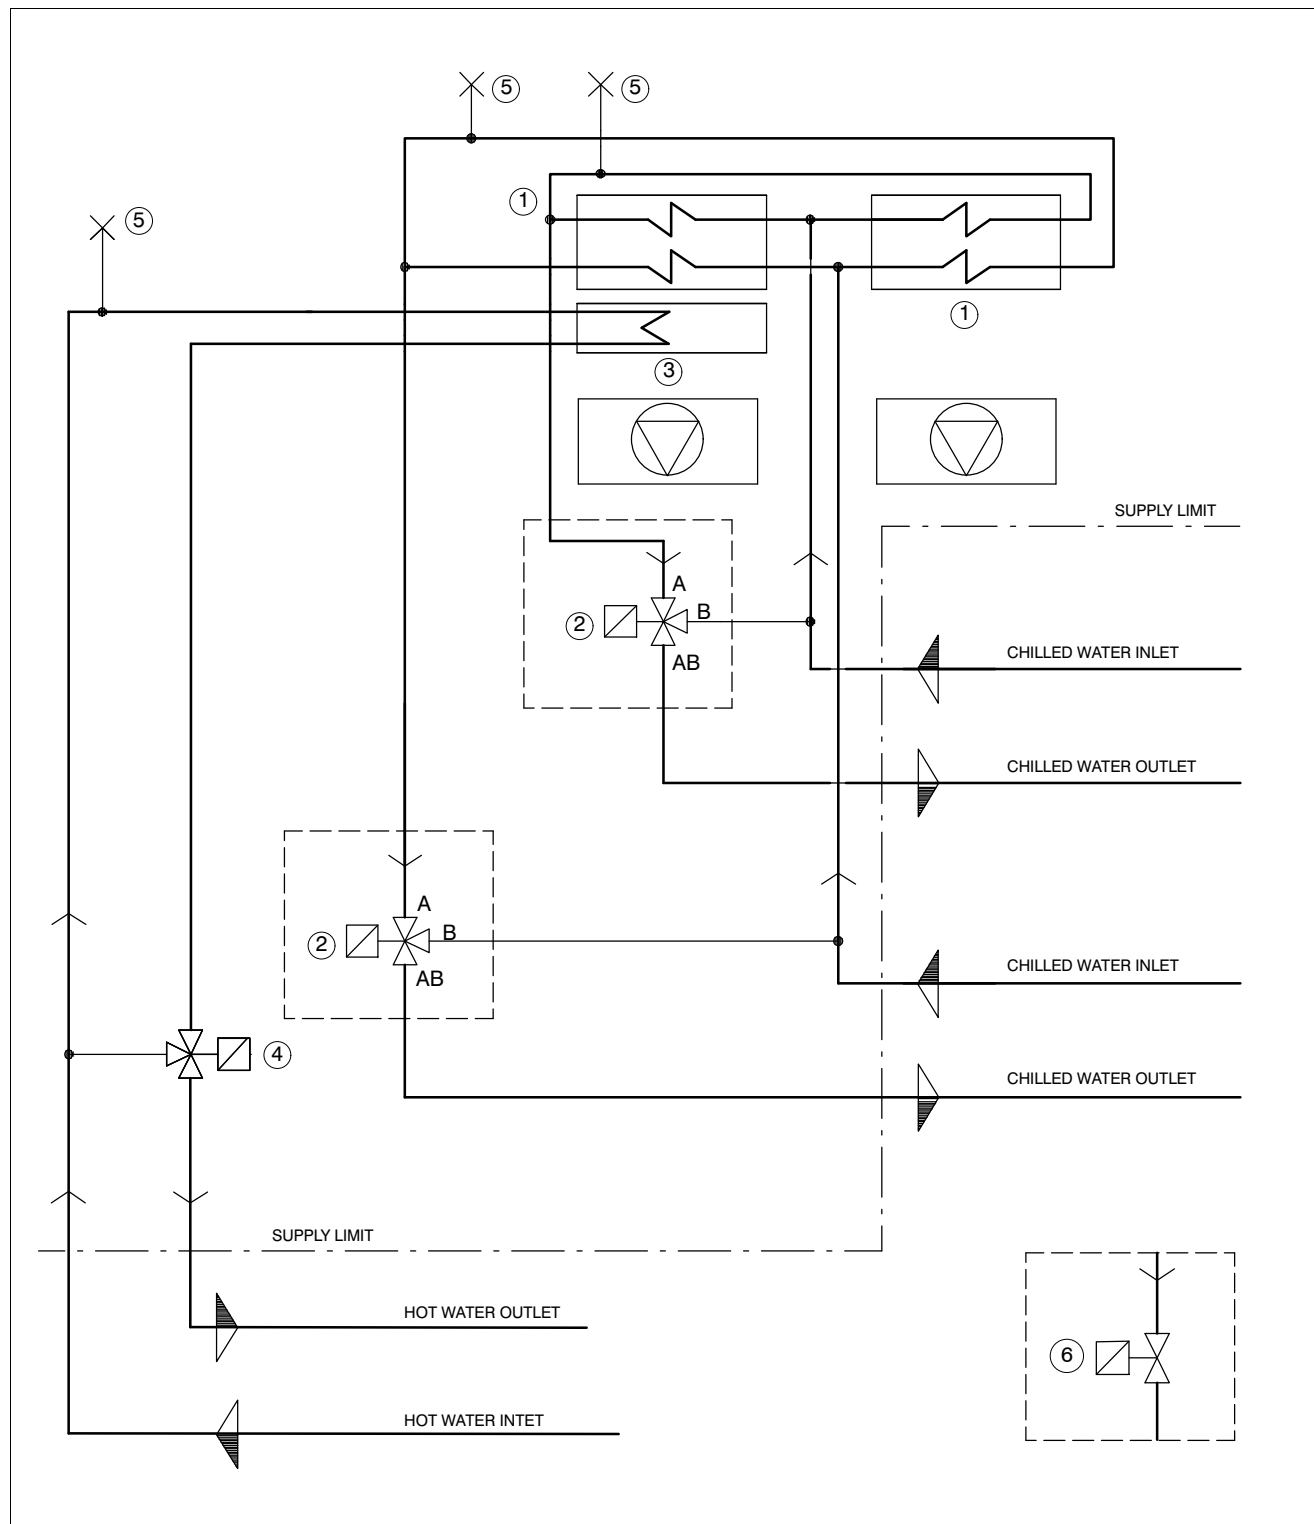 5
5
5
1
1
3
SUPPLY LIMIT
A
2
B
AB
CHILLED WATER INLET
CHILLED WATER OUTLET
A
2
B
AB
CHILLED WATER INLET
4
CHILLED WATER OUTLET
SUPPLY LIMIT
HOT WATER OUTLET
6
HOT WATER INTET